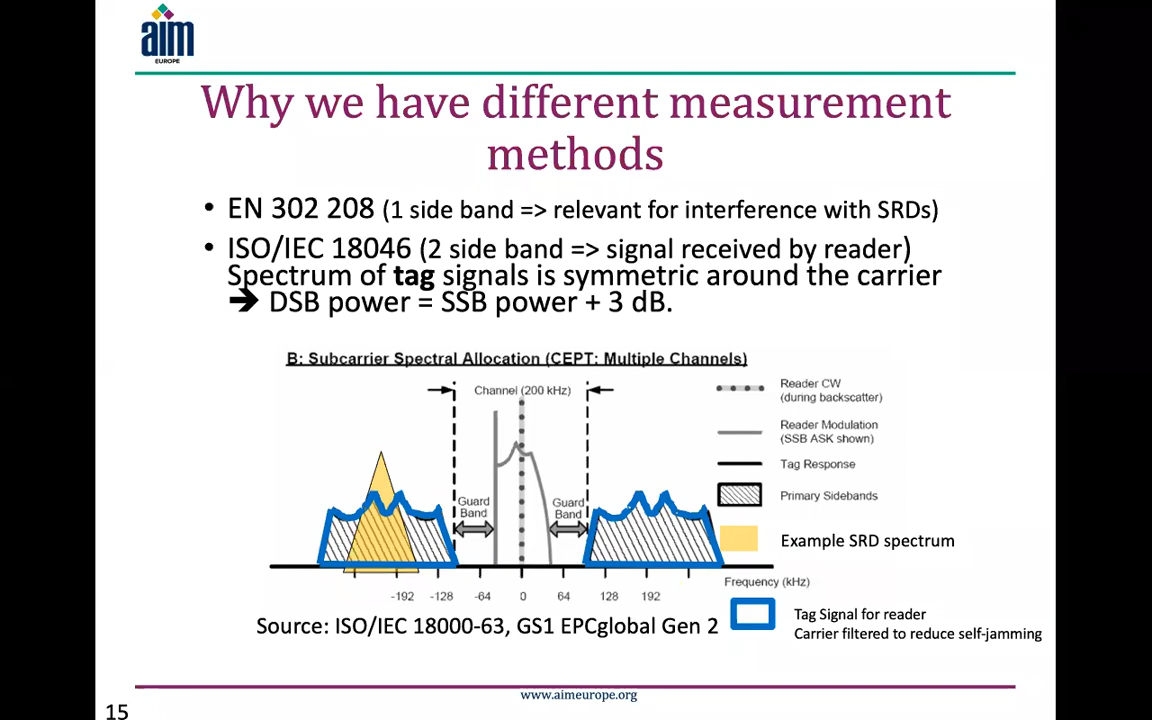 aim
EUROPE
Why we have different measurement
methods
• EN 302 208 (1 side band => relevant for interference with SRDs)
• ISO/IEC 18046 (2 side band => signal received by reader)
Spectrum of tag signals is symmetric around the carrier
➔ DSB power = SSB power + 3 dB.
B: Subcarrier Spectral Allocation (CEPT: Multiple Channels)
Channel (200 kHz)
Reader CW
(during backscatter)
Reader Modulation
(SSB ASK shown)
Tag Response
Primary Sidebands
Example SRD spectrum
Guard
Band
Guard
Band
Frequency (kHz)
-192 -128 -64 0 64 128 192
Tag Signal for reader
Carrier filtered to reduce self-jamming
Source: ISO/IEC 18000-63, GS1 EPCglobal Gen 2
www.aimeurope.org
15